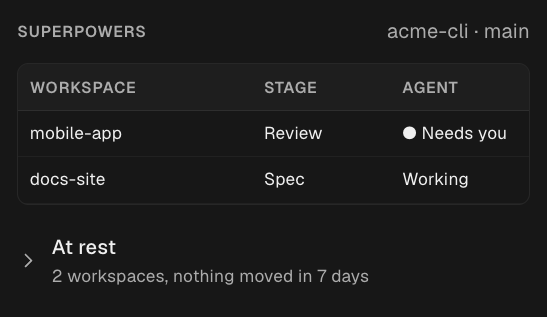 SUPERPOWERS acme-cli · main
WORKSPACE STAGE AGENT
mobile-app Review Needs you
docs-site Spec Working
At rest
2 workspaces, nothing moved in 7 days